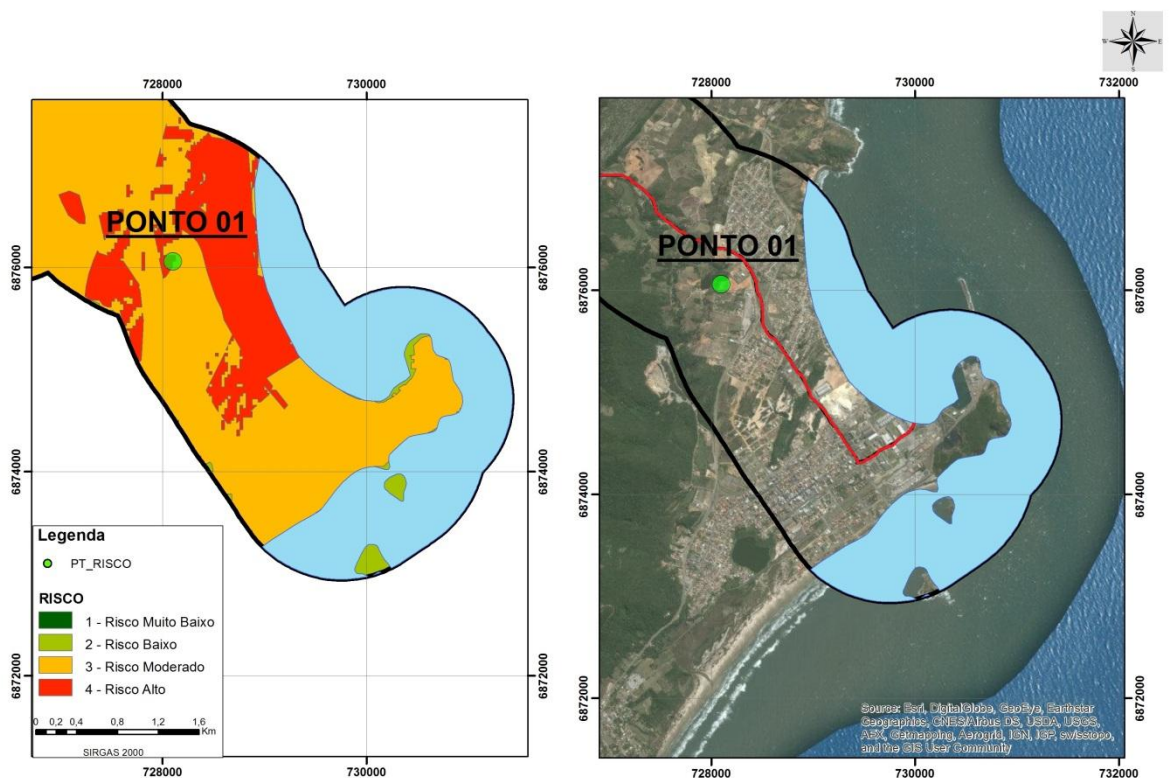 N
W E
S
728000 730000
728000 730000 732000
PONTO 01
PONTO 01
6876000 6876000 6876000
6874000 6874000 6874000
6872000 6872000 6872000
Legenda
PT_RISCO
RISCO
1 - Risco Muito Baixo
2 - Risco Baixo
3 - Risco Moderado
4 - Risco Alto
0 0,2 0,4 0,8 1,2 1,6
Km
SIRGAS 2000
Source: Esri, DigitalGlobe, GeoEye, Earthstar
Geographics, CNES/Airbus DS, USDA, USGS,
AEX, Getmapping, Aerogrid, IGN, IGP, swisstopo,
and the GIS User Community
728000 730000
728000 730000 732000